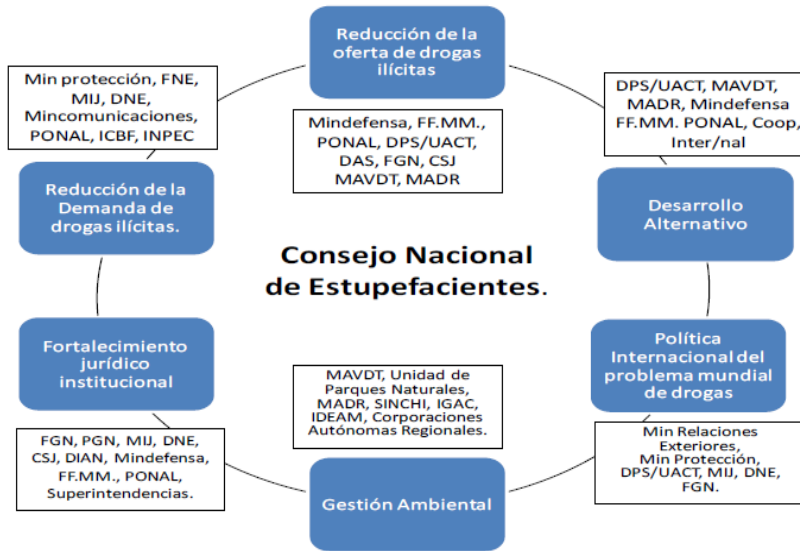 Reducción de la
oferta de drogas
ilícitas
Mindefensa, FF.MM.,
PONAL, DPS/UACT,
DAS, FGN, CSJ
MAVDT, MADR
DPS/UACT, MAVDT,
MADR, Mindefensa
FF.MM. PONAL, Coop,
Inter/nal
Desarrollo
Alternativo
Política
Internacional del
problema mundial
de drogas
Min Relaciones
Exteriores,
Min Protección,
DPS/UACT, MIJ, DNE,
FGN.
MAVDT, Unidad de
Parques Naturales,
MADR, SINCHI, IGAC,
IDEAM, Corporaciones
Autónomas Regionales.
Gestión Ambiental
Fortalecimiento
jurídico
institucional
FGN, PGN, MIJ, DNE,
CSJ, DIAN, Mindefensa,
FF.MM., PONAL,
Superintendencias.
Min protección, FNE,
MIJ, DNE,
Mincomunicaciones,
PONAL, ICBF, INPEC
Reducción de la
Demanda de
drogas ilícitas.
Consejo Nacional
de Estupefacientes.